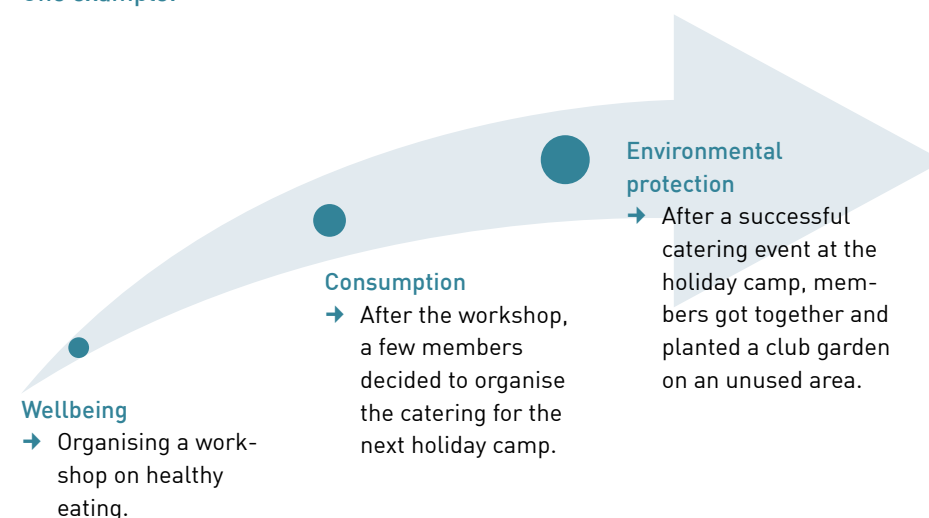 One example:
Environmental
protection
→ After a successful
catering event at the
holiday camp, mem-
bers got together and
planted a club garden
on an unused area.
Consumption
→ After the workshop,
a few members
decided to organise
the catering for the
next holiday camp.
Wellbeing
→ Organising a work-
shop on healthy
eating.